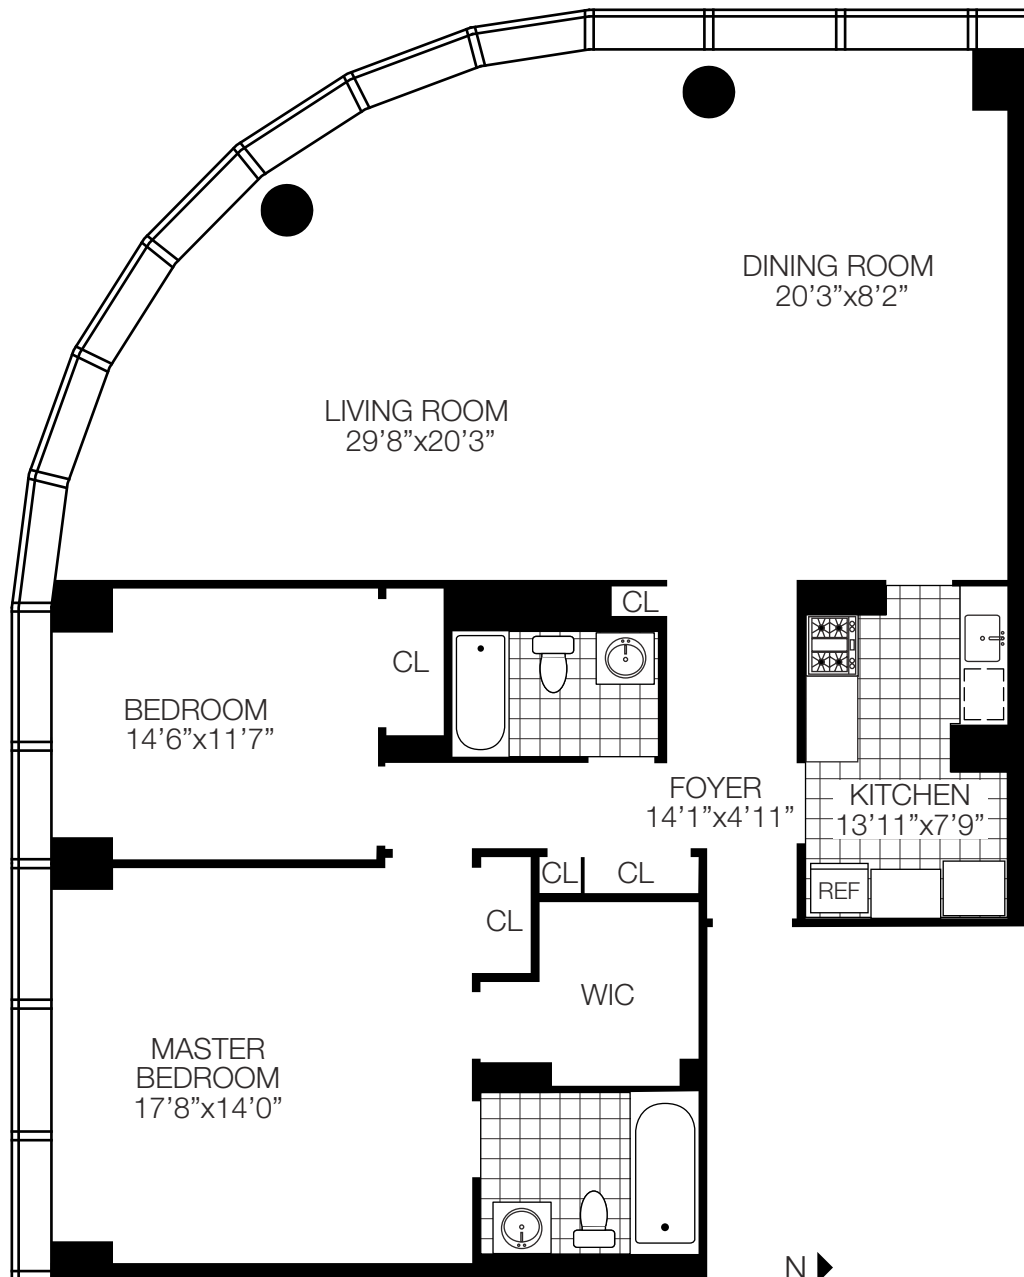 DINING ROOM
20’3”x8’2”
LIVING ROOM
29’8”x20’3”
CL
CL
BEDROOM
14’6”x11’7”
FOYER
14’1”x4’11”
KITCHEN
13’11”x7’9”
CL
CL
REF
CL
WIC
MASTER
BEDROOM
17’8”x14’0”
N